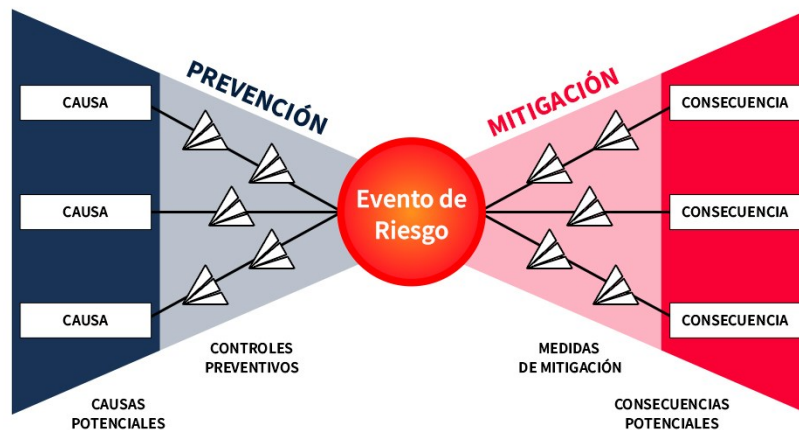 PREVENCIÓN
MITIGACIÓN
CAUSA
CAUSA
CAUSA
Evento de
Riesgo
CONSECUENCIA
CONSECUENCIA
CONSECUENCIA
CONTROLES
PREVENTIVOS
MEDIDAS
DE MITIGACIÓN
CAUSAS
POTENCIALES
CONSECUENCIAS
POTENCIALES